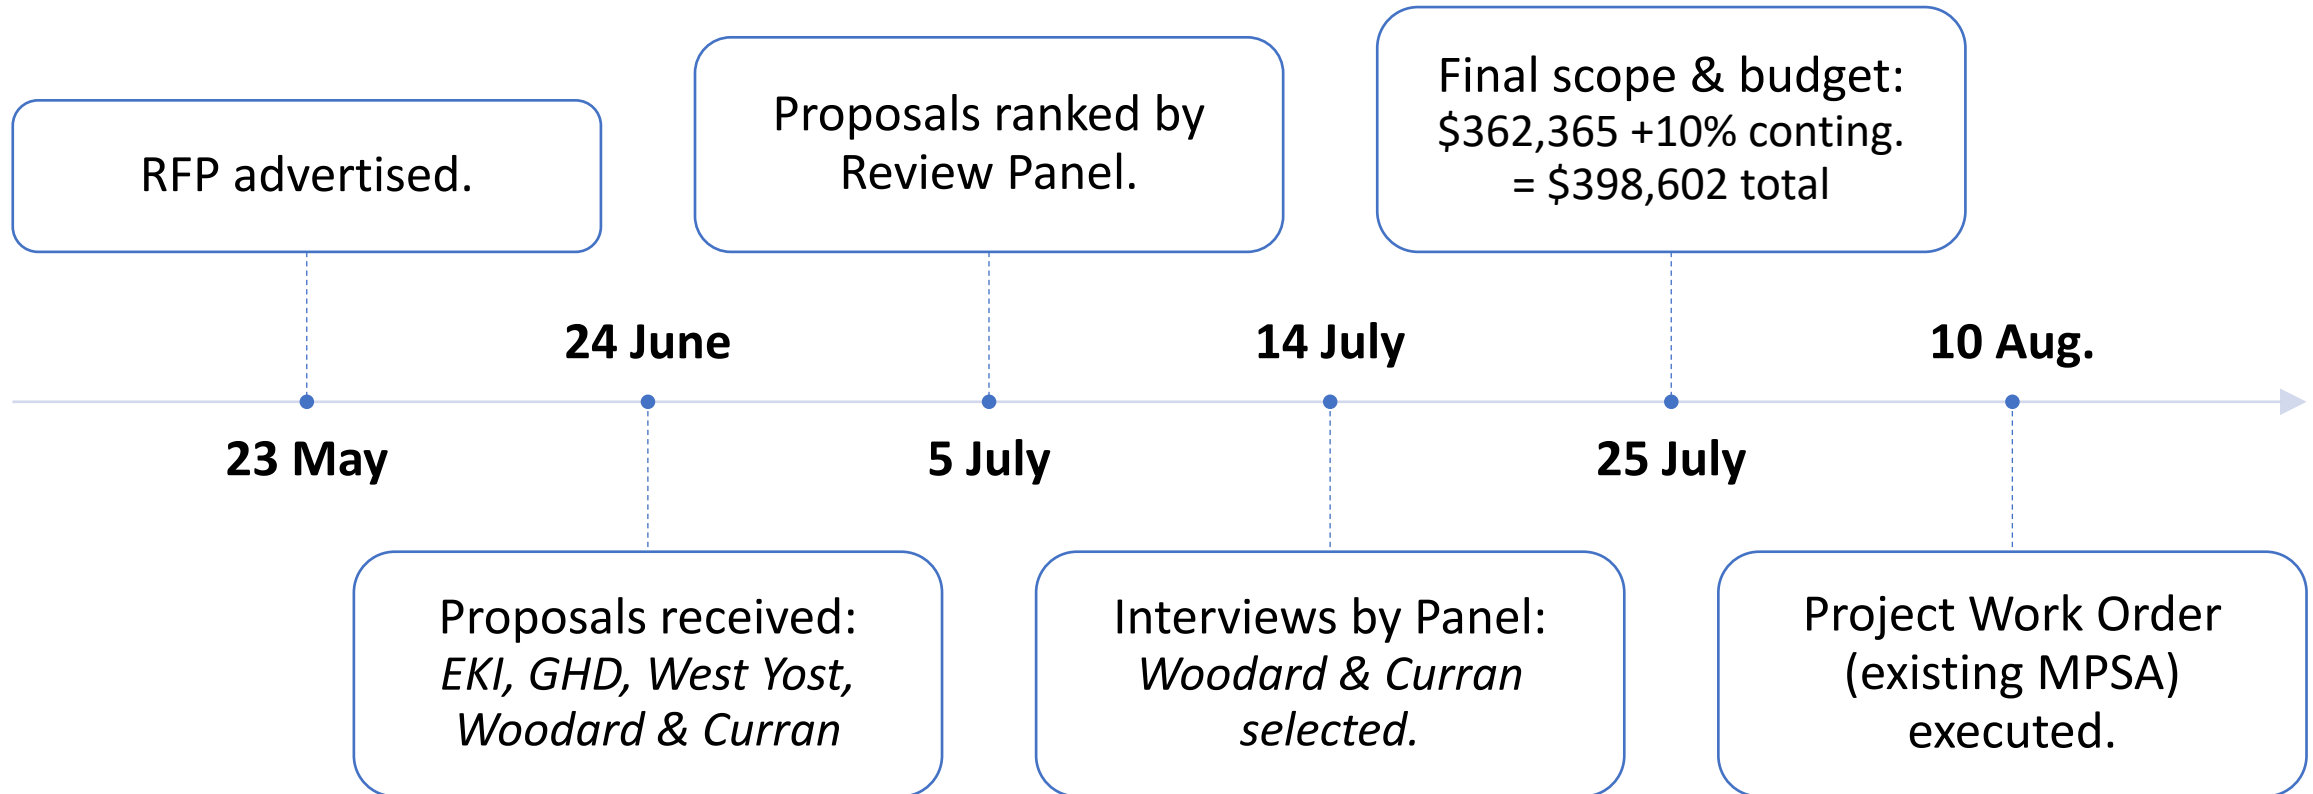 RFP advertised.
23 May
24 June
Proposals received:
EKI, GHD, West Yost,
Woodard & Curran
Proposals ranked by
Review Panel.
5 July
14 July
Interviews by Panel:
Woodard & Curran
selected.
Final scope & budget:
$362,365 +10% conting.
= $398,602 total
25 July
10 Aug.
Project Work Order
(existing MPSA)
executed.